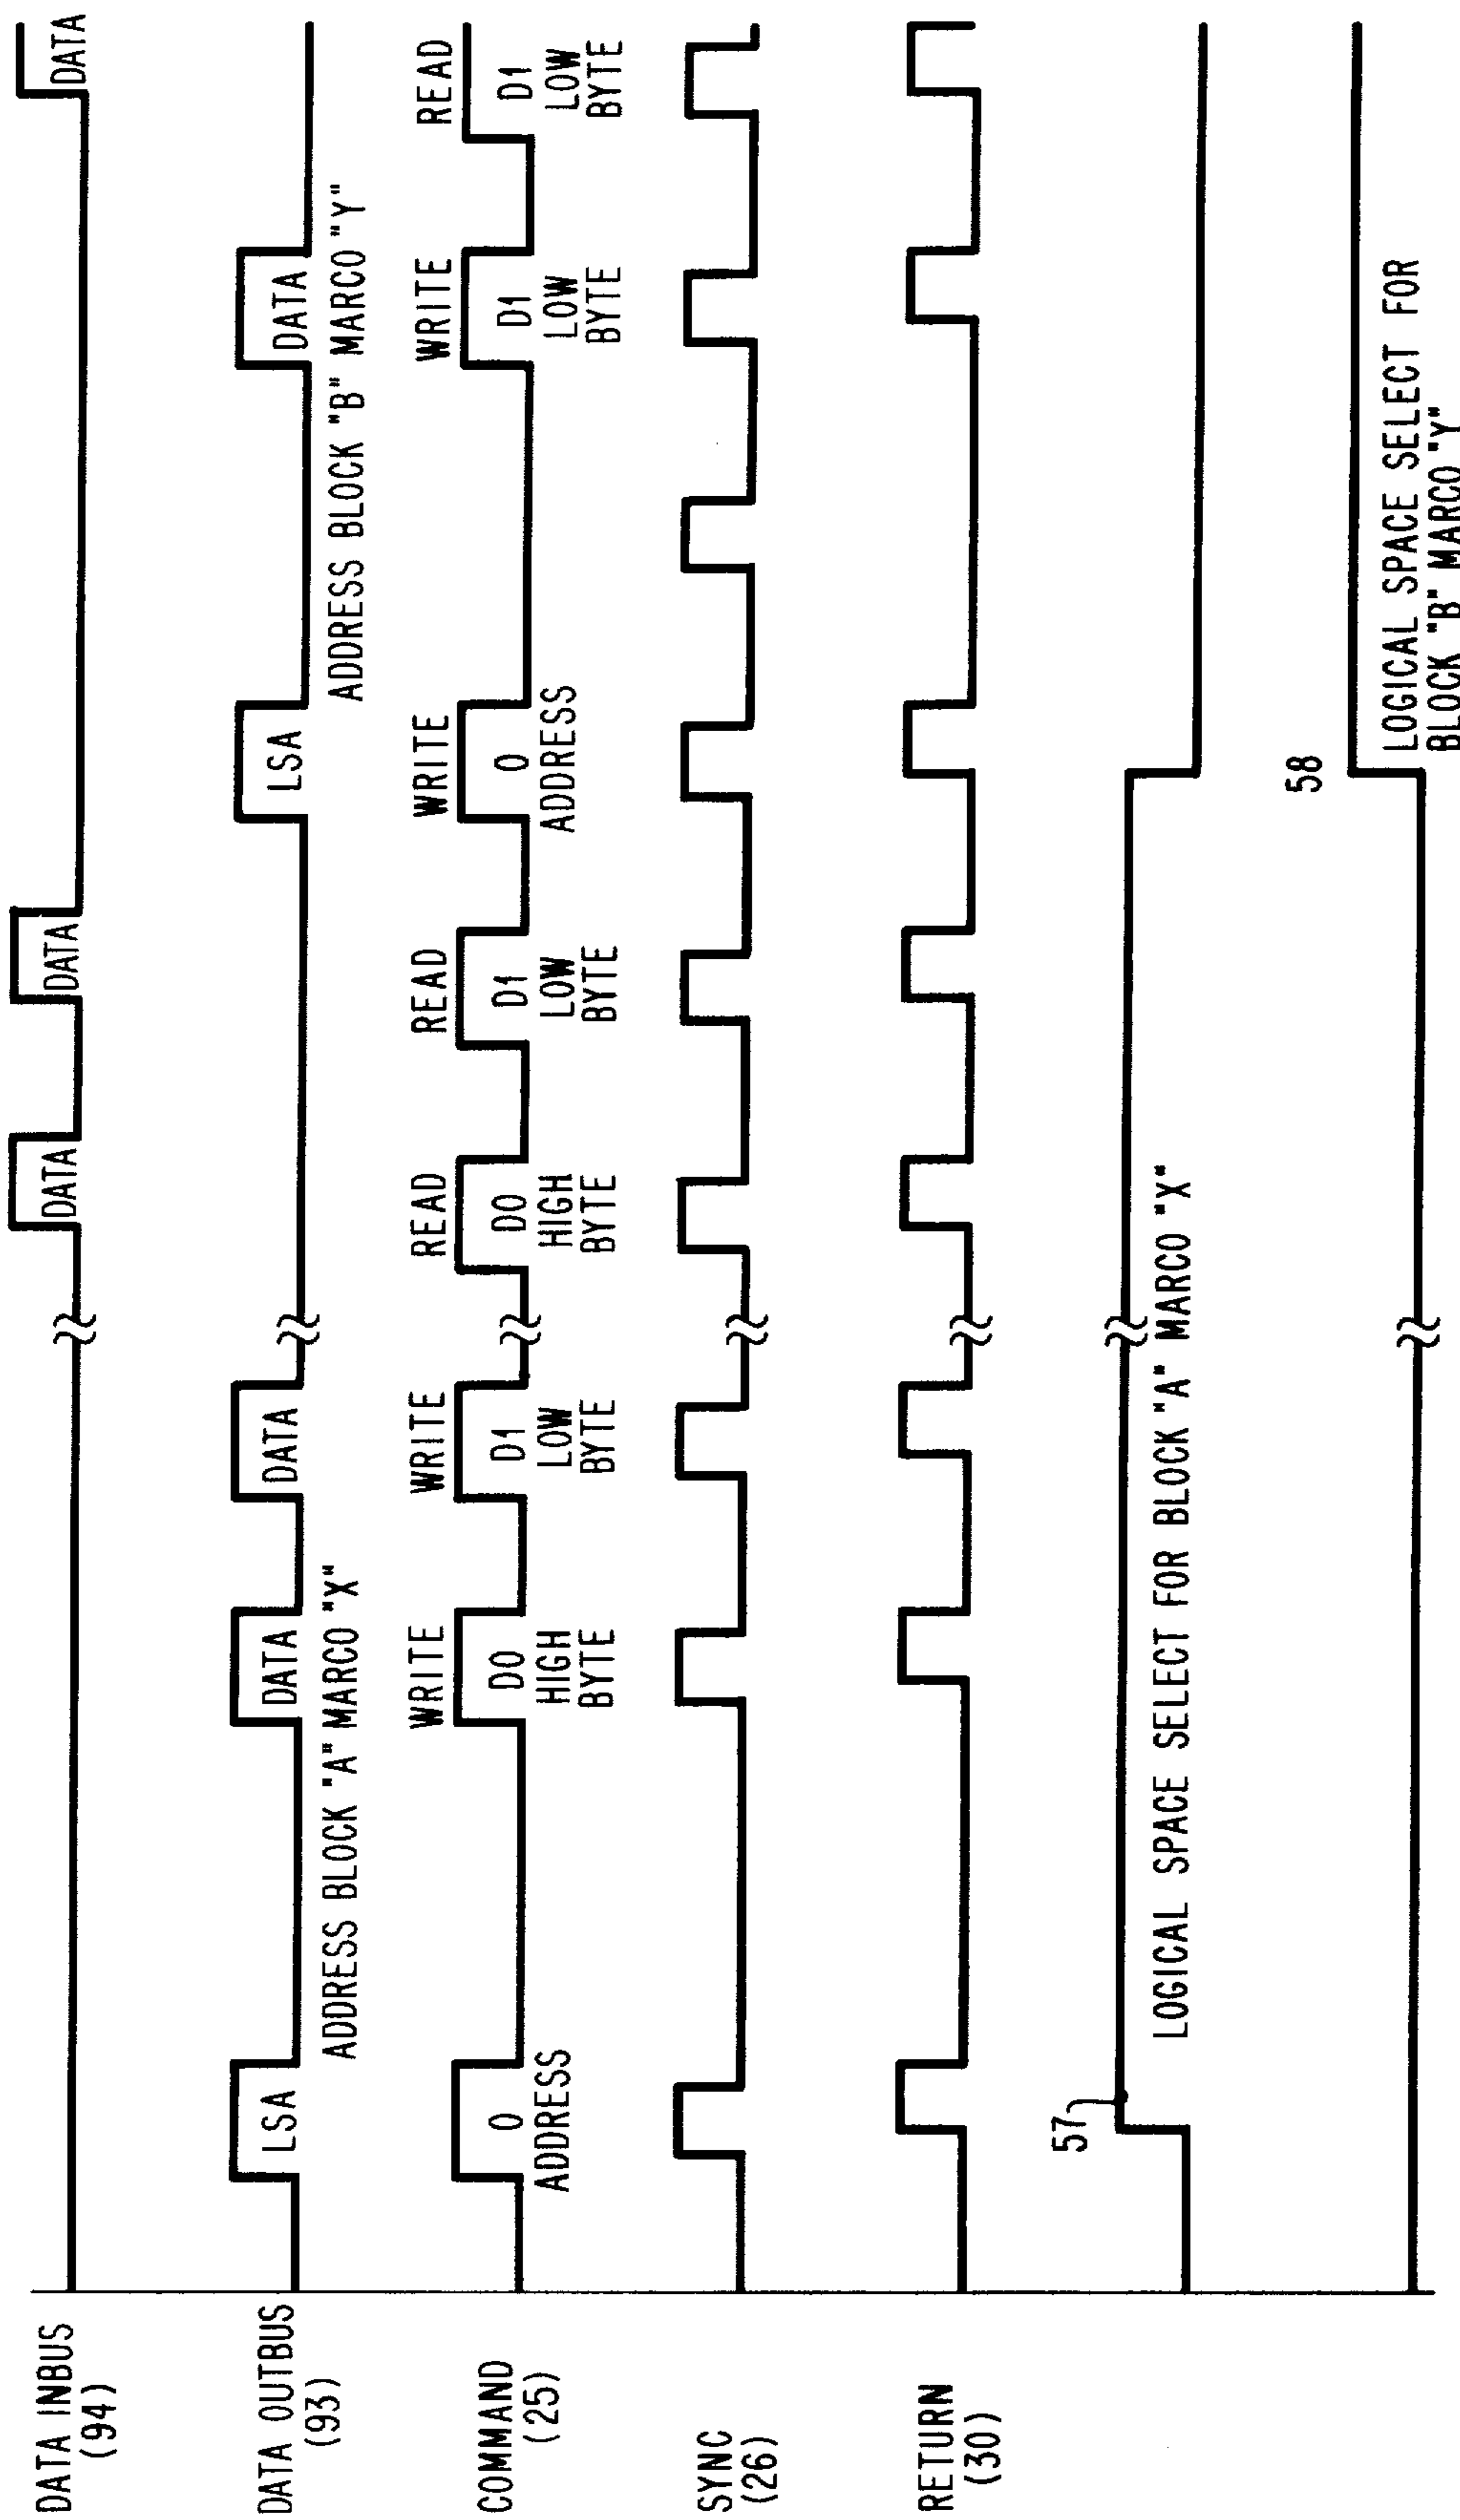 DATA INBUS
(94)
DATA
DATA
DATA
DATA OUTBUS
(93)
LSA
DATA
DATA
LSA
DATA
ADDRESS BLOCK "A" MARCO "X"
ADDRESS BLOCK "B" MARCO "Y"
COMMAND
(25)
WRITE
WRITE
READ
READ
WRITE
WRITE
READ
0
D0
D1
D0
D1
0
D1
D1
ADDRESS
HIGH
BYTE
LOW
BYTE
HIGH
BYTE
LOW
BYTE
ADDRESS
LOW
BYTE
LOW
BYTE
SYNC
(26)
RETURN
(30)
57
LOGICAL SPACE SELECT FOR BLOCK "A" MARCO "X"
58
LOGICAL SPACE SELECT FOR
BLOCK "B" MARCO "Y"